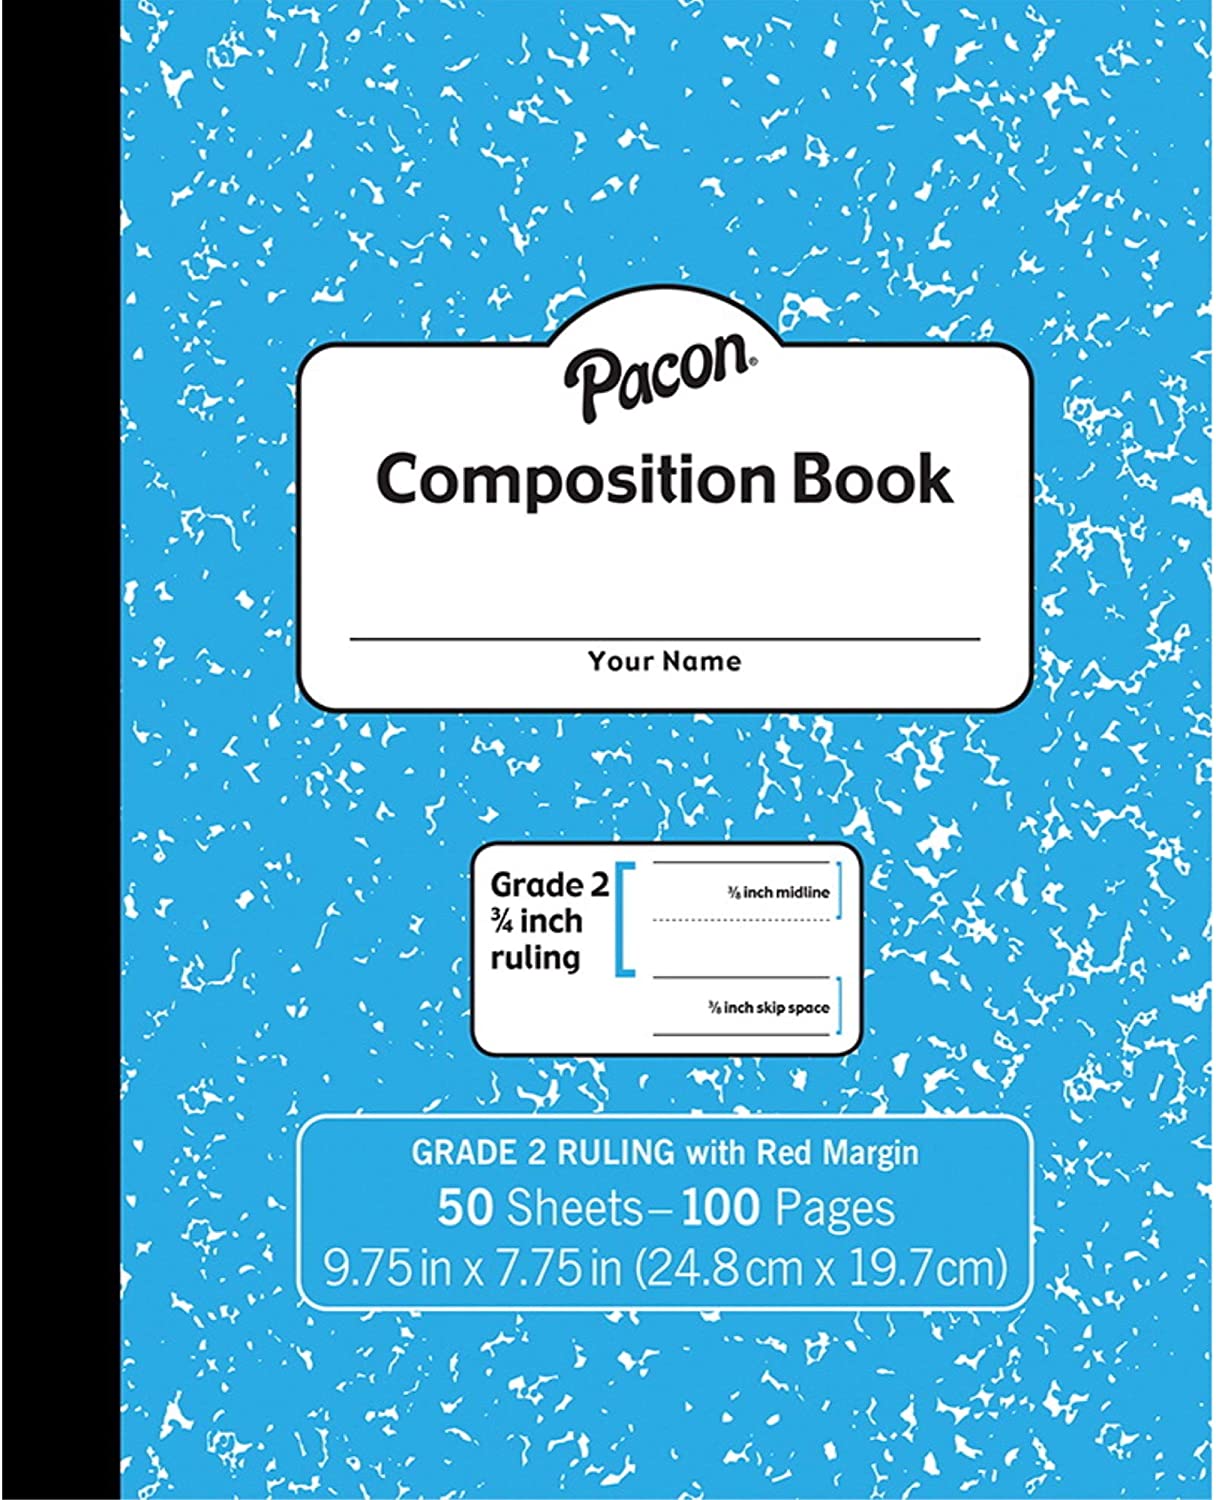 Pacon®
Composition Book
Your Name
Grade 2
¾ inch
ruling
⅜ inch midline
⅜ inch skip space
GRADE 2 RULING with Red Margin
50 Sheets – 100 Pages
9.75 in x 7.75 in (24.8 cm x 19.7cm)